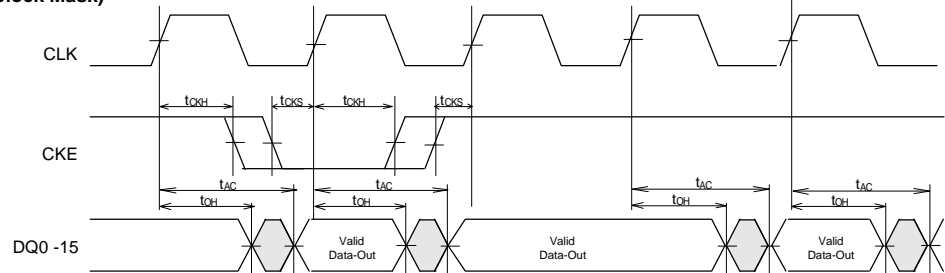 Clock Mask)
CLK
tCKH tCKS tCKH tCKS
CKE
tAC tAC tAC tAC
tOH tOH tOH tOH
DQ0 -15
Valid
Data-Out
Valid
Data-Out
Valid
Data-Out